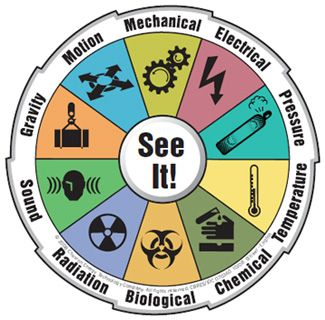 Mechanical
Electrical
Pressure
Temperature
Chemical
Biological
Radiation
Sound
Gravity
Motion
See
It!